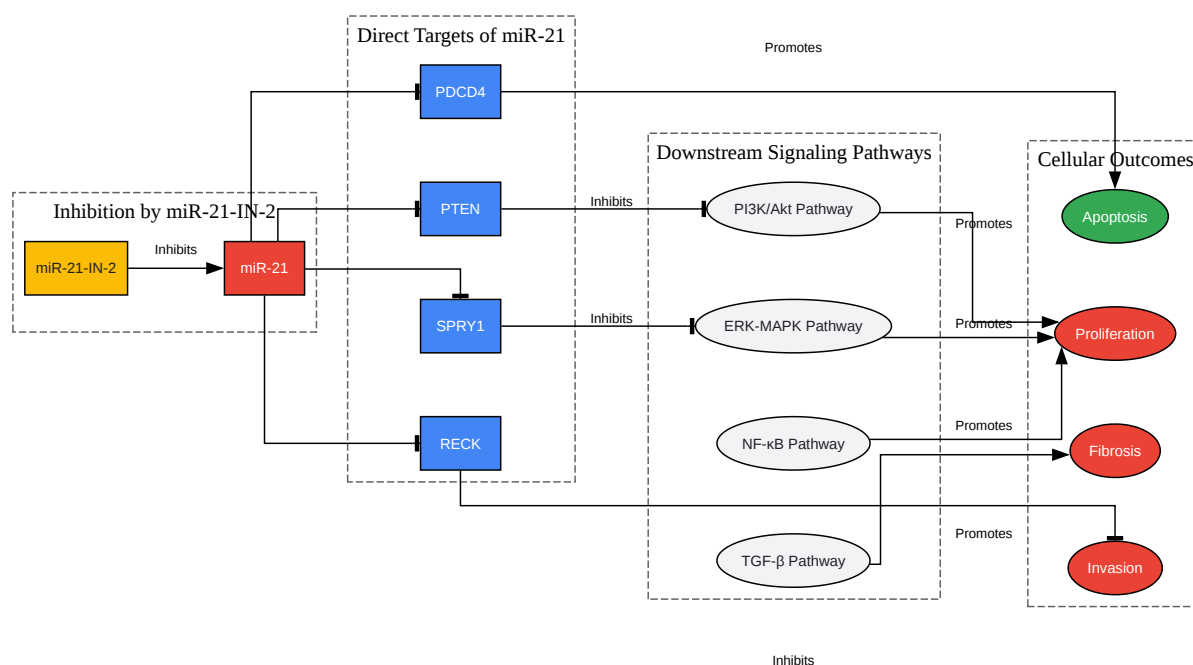 Direct Targets of miR-21
Promotes
PDCD4
Downstream Signaling Pathways
Cellular Outcomes
Inhibition by miR-21-IN-2
PTEN
Inhibits
PI3K/Akt Pathway
Promotes
Apoptosis
miR-21-IN-2
Inhibits
miR-21
SPRY1
Inhibits
ERK-MAPK Pathway
Promotes
Proliferation
RECK
NF-κB Pathway
Promotes
Fibrosis
Promotes
TGF-β Pathway
Invasion
Inhibits